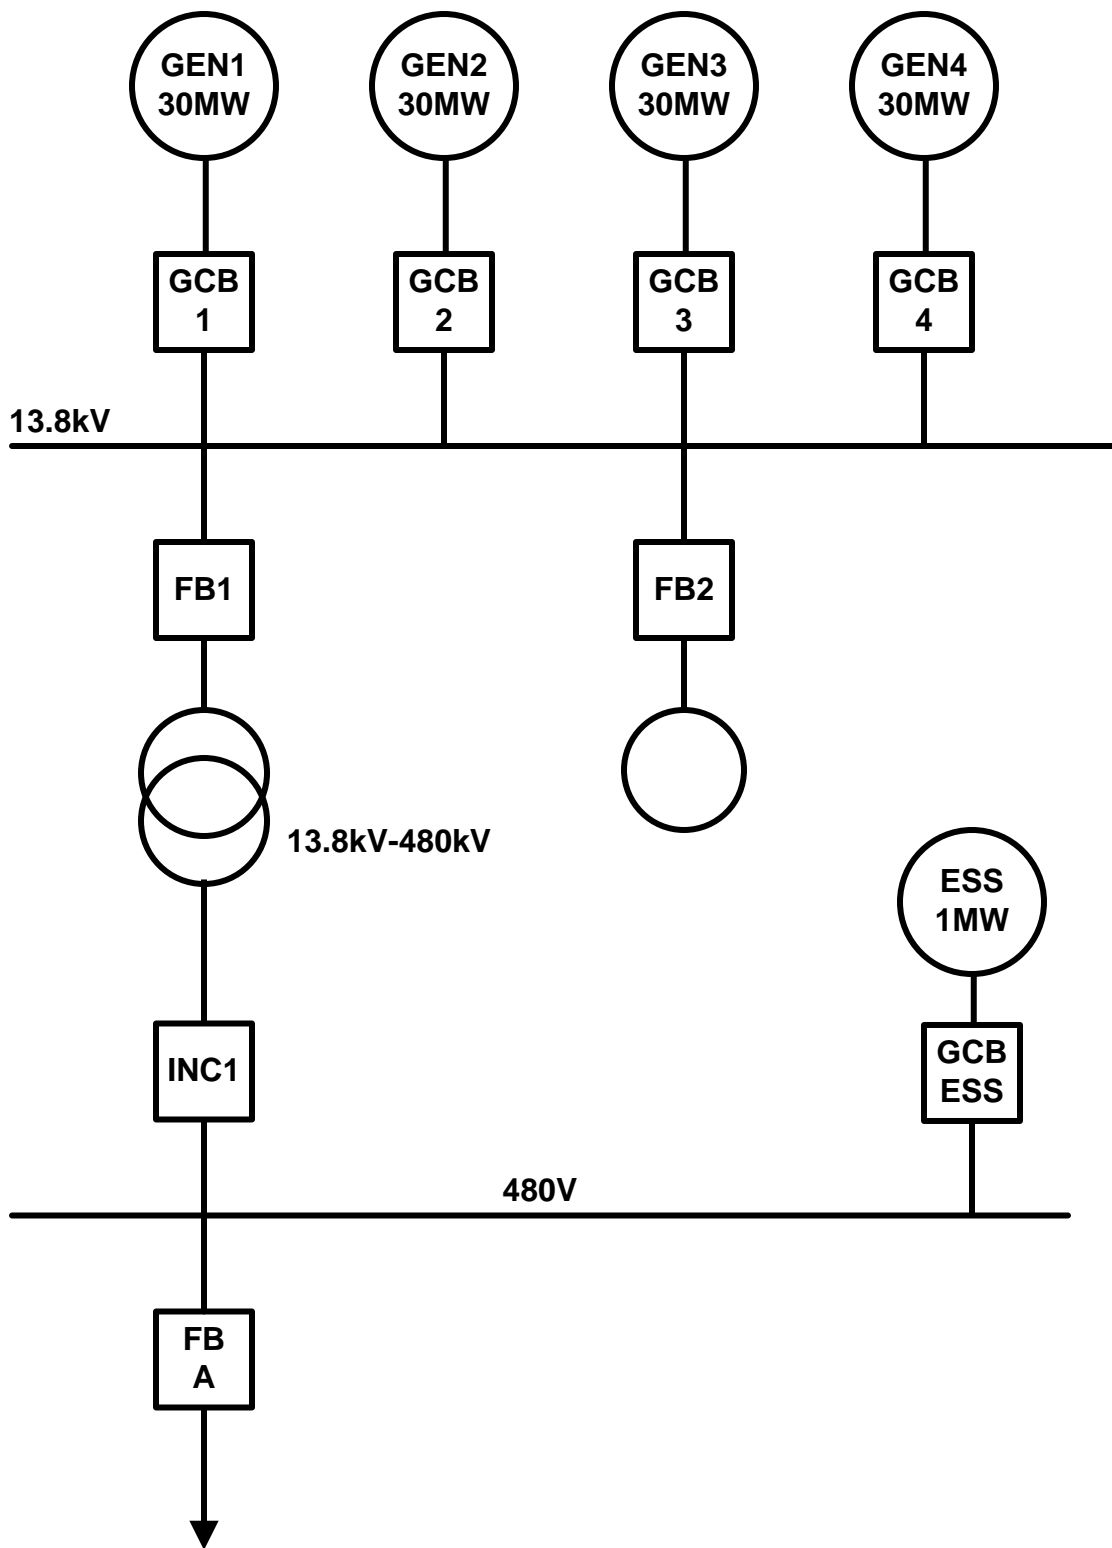 GEN1
30MW
GEN2
30MW
GEN3
30MW
GEN4
30MW
GCB
1
GCB
2
GCB
3
GCB
4
13.8kV
FB1
FB2
13.8kV-480kV
ESS
1MW
INC1
GCB
ESS
480V
FB
A